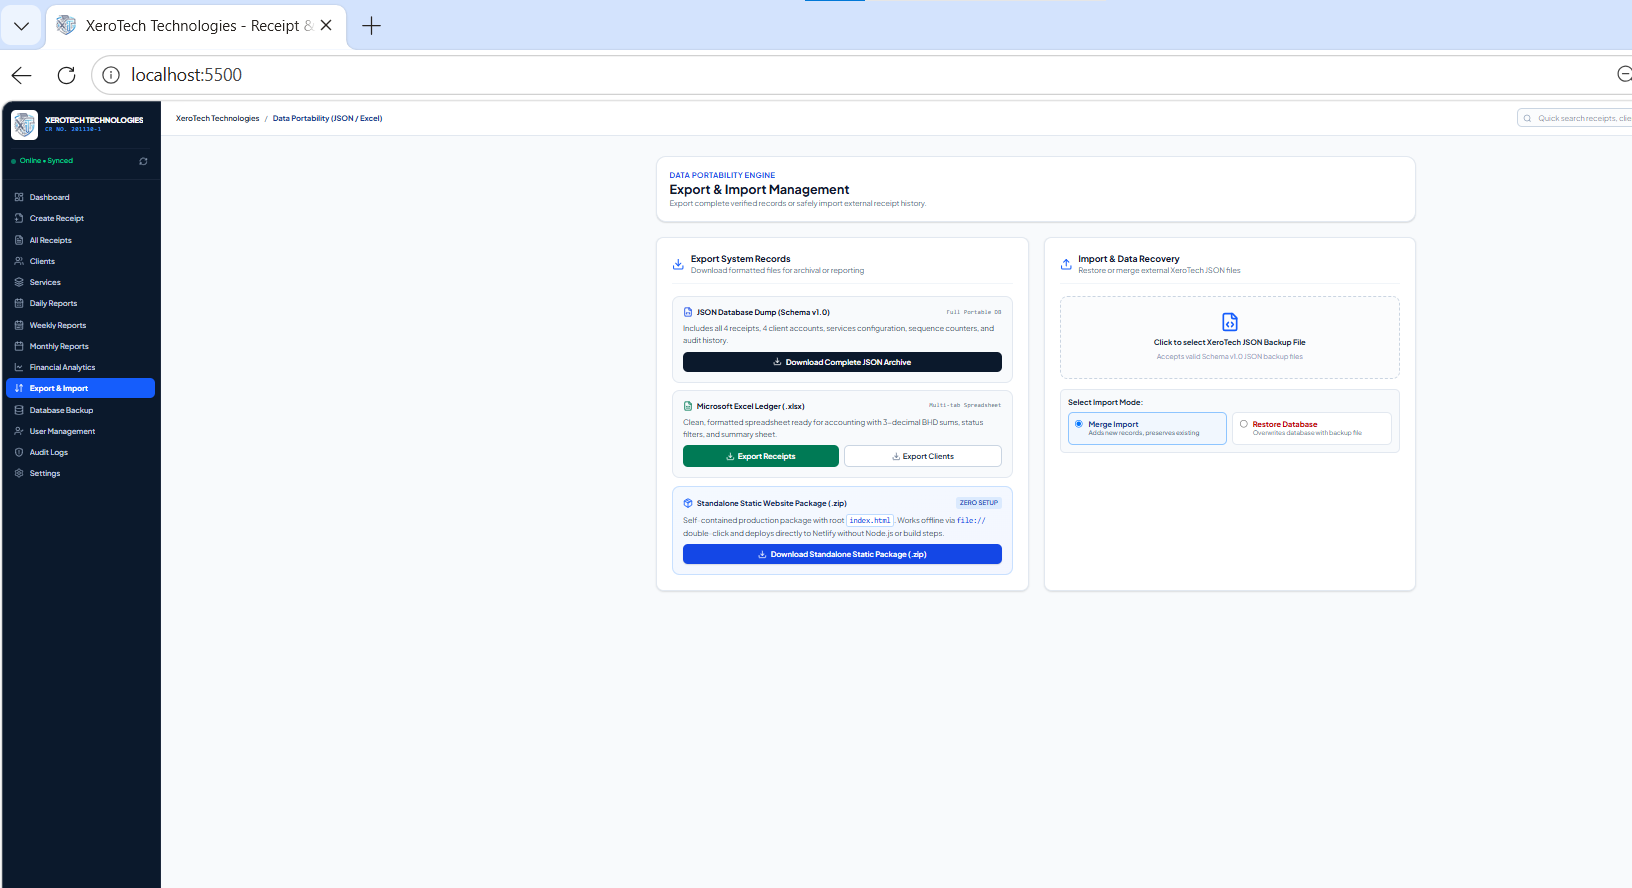 XeroTech Technologies - Receipt &
localhost:5500
XEROTECH TECHNOLOGIES
CR NO. 201130-1
Online • Synced
Dashboard
Create Receipt
All Receipts
Clients
Services
Daily Reports
Weekly Reports
Monthly Reports
Financial Analytics
Export & Import
Database Backup
User Management
Audit Logs
Settings
XeroTech Technologies / Data Portability (JSON / Excel)
Quick search receipts, clie
DATA PORTABILITY ENGINE
Export & Import Management
Export complete verified records or safely import external receipt history.
Export System Records
Download formatted files for archival or reporting
JSON Database Dump (Schema v1.0)
Full Portable DB
Includes all 4 receipts, 4 client accounts, services configuration, sequence counters, and
audit history.
Download Complete JSON Archive
Microsoft Excel Ledger (.xlsx)
Multi-tab Spreadsheet
Clean, formatted spreadsheet ready for accounting with 3-decimal BHD sums, status
filters, and summary sheet.
Export Receipts
Export Clients
Standalone Static Website Package (.zip)
ZERO SETUP
Self-contained production package with root index.html. Works offline via file://
double-click and deploys directly to Netlify without Node.js or build steps.
Download Standalone Static Package (.zip)
Import & Data Recovery
Restore or merge external XeroTech JSON files
Click to select XeroTech JSON Backup File
Accepts valid Schema v1.0 JSON backup files
Select Import Mode:
Merge Import
Adds new records, preserves existing
Restore Database
Overwrites database with backup file